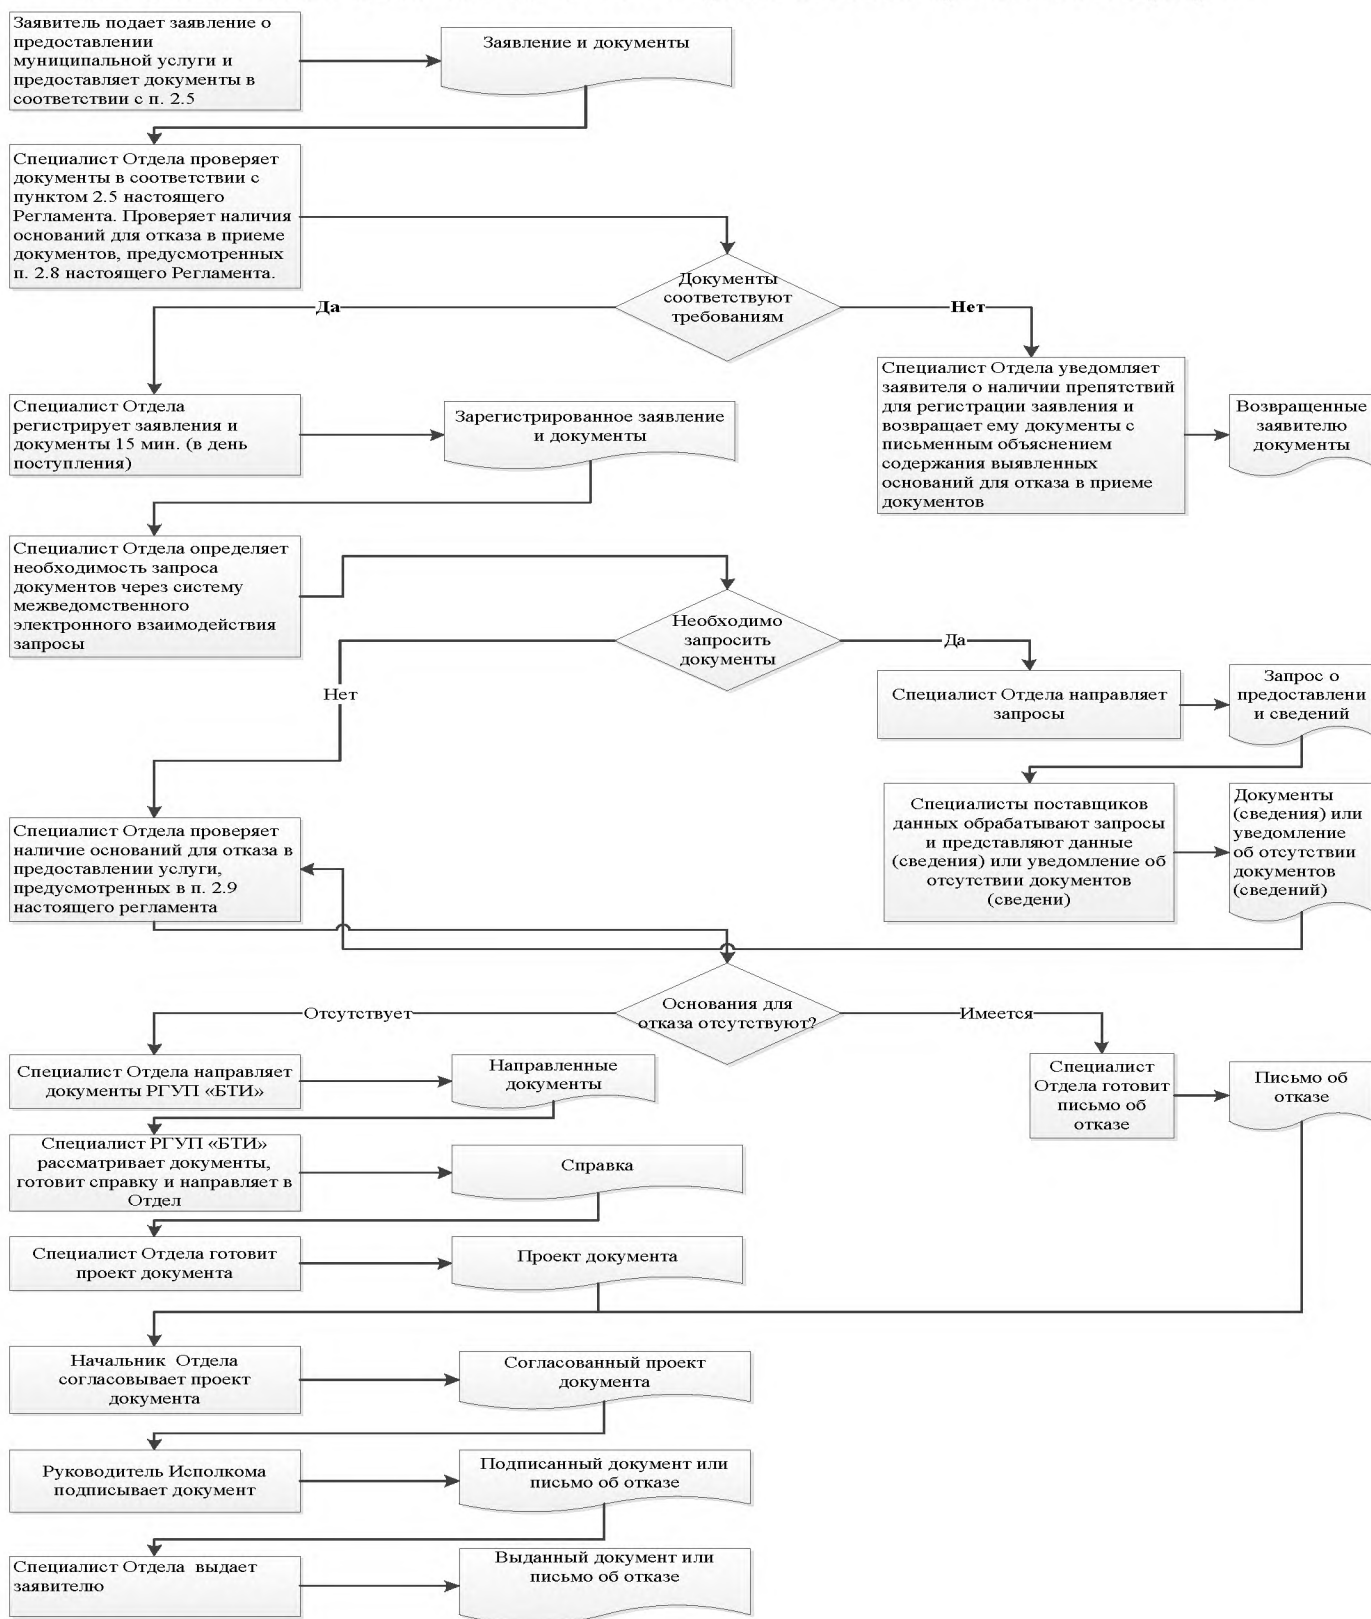 Заявитель подает заявление о
предоставлении
муниципальной услуги и
предоставляет документы в
соответствии с п. 2.5
Заявление и документы
Специалист Отдела проверяет
документы в соответствии с
пунктом 2.5 настоящего
Регламента. Проверяет наличия
оснований для отказа в приеме
документов, предусмотренных
п. 2.8 настоящего Регламента.
Документы
соответствуют
требованиям
Да
Нет
Специалист Отдела
регистрирует заявления и
документы 15 мин. (в день
поступления)
Зарегистрированное заявление
и документы
Специалист Отдела уведомляет
заявителя о наличии препятствий
для регистрации заявления и
возвращает ему документы с
письменным объяснением
содержания выявленных
оснований для отказа в приеме
документов
Возвращенные
заявителю
документы
Специалист Отдела определяет
необходимость запроса
документов через систему
межведомственного
электронного взаимодействия
запросы
Необходимо
запросить
документы
Да
Нет
Специалист Отдела направляет
запросы
Запрос о
предоставлени
и сведений
Специалисты поставщиков
данных обрабатывают запросы
и представляют данные
(сведения) или уведомление об
отсутствии документов
(сведени)
Документы
(сведения) или
уведомление
об отсутствии
документов
(сведений)
Специалист Отдела проверяет
наличие оснований для отказа в
предоставлении услуги,
предусмотренных в п. 2.9
настоящего регламента
Основания для
отказа отсутствуют?
Отсутствует
Имеется
Специалист Отдела направляет
документы РГУП «БТИ»
Направленные
документы
Специалист
Отдела готовит
письмо об
отказе
Письмо об
отказе
Специалист РГУП «БТИ»
рассматривает документы,
готовит справку и направляет в
Отдел
Справка
Специалист Отдела готовит
проект документа
Проект документа
Начальник  Отдела
согласовывает проект
документа
Согласованный проект
документа
Руководитель Исполкома
подписывает документ
Подписанный документ или
письмо об отказе
Специалист Отдела  выдает
заявителю
Выданный документ или
письмо об отказе